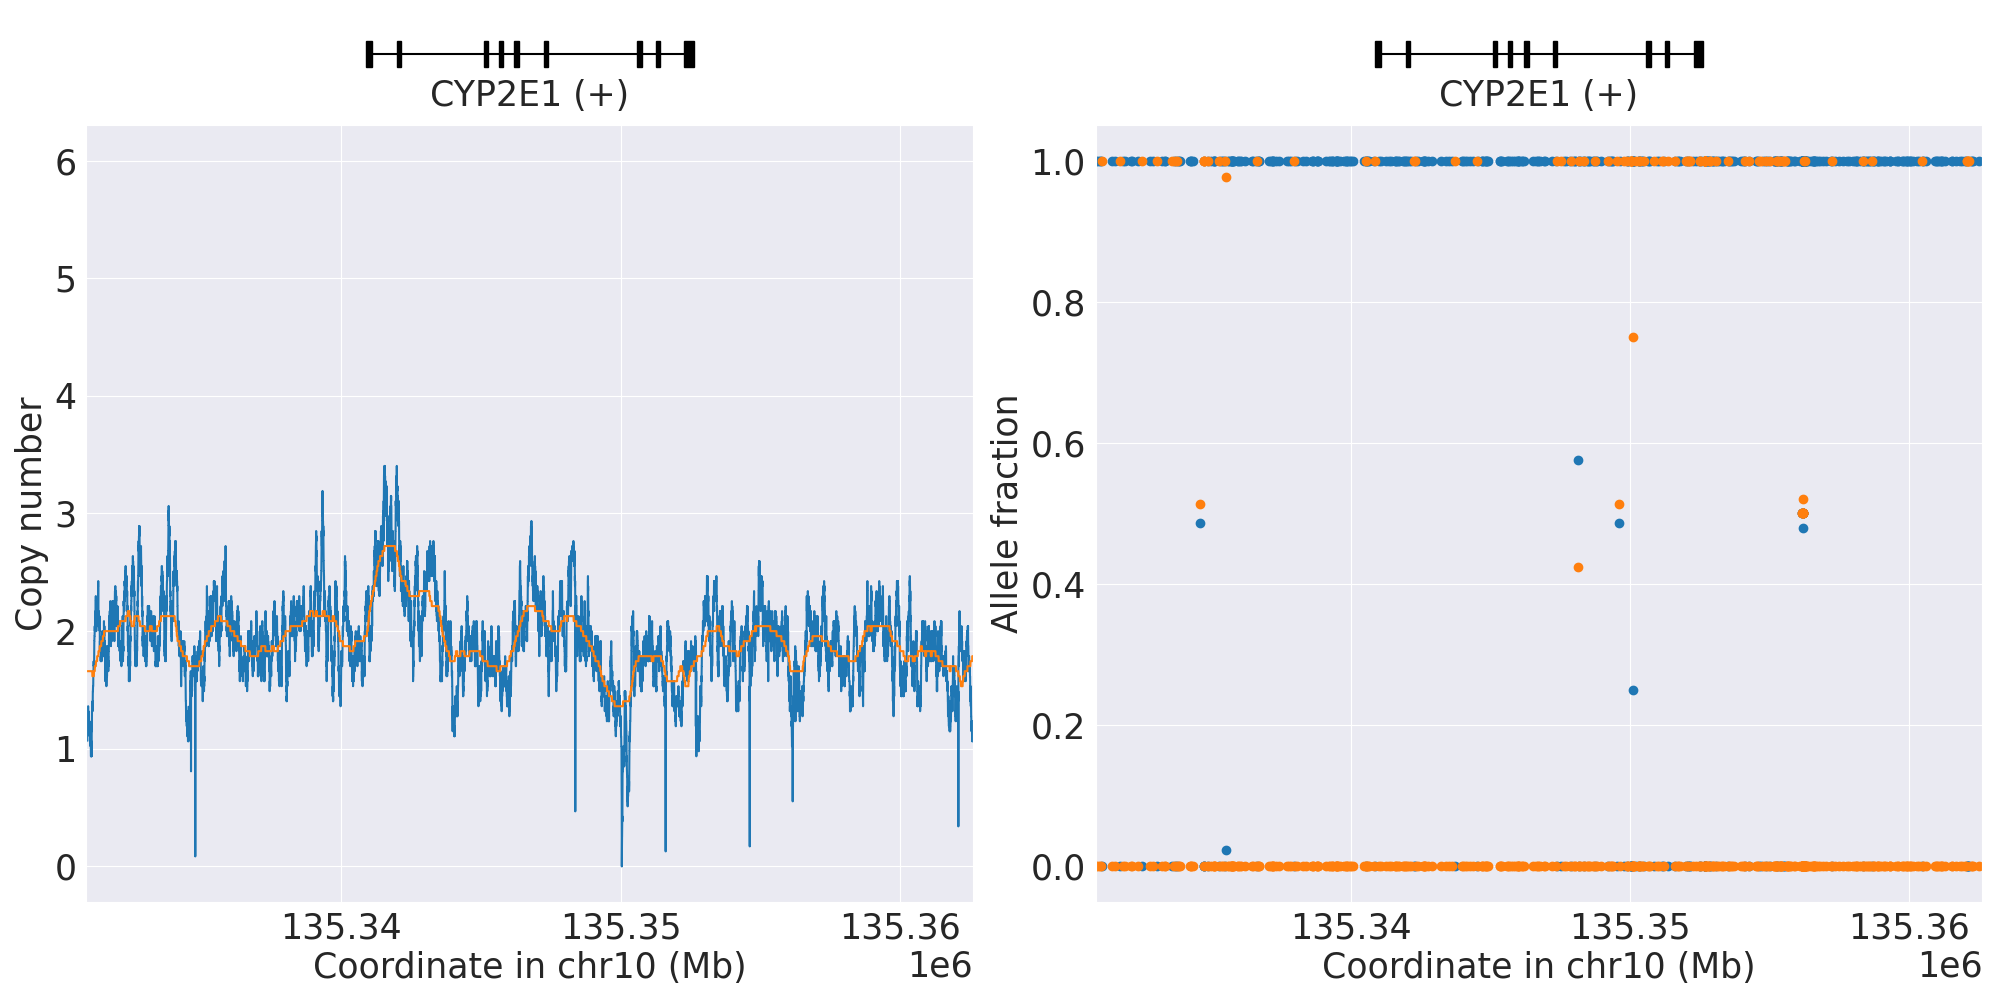 CYP2E1 (+)
6
5
4
3
2
1
0
Copy number
135.34 135.35 135.36
Coordinate in chr10 (Mb)
1e6
CYP2E1 (+)
1.0
0.8
0.6
0.4
0.2
0.0
Allele fraction
135.34 135.35 135.36
Coordinate in chr10 (Mb)
1e6